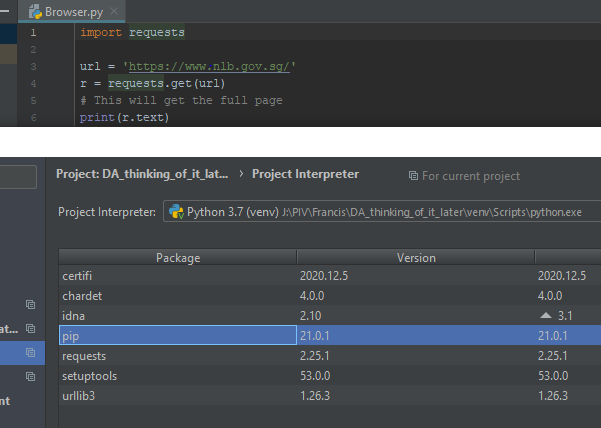 Browser.py
1 import requests
2
3 url = 'https://www.nlb.gov.sg/'
4 r = requests.get(url)
5 # This will get the full page
6 print(r.text)
Project: DA_thinking_of_it_lat... › Project Interpreter For current project
Project Interpreter: Python 3.7 (venv) J:\PIV\Francis\DA_thinking_of_it_later\venv\Scripts\python.exe
Package Version
certifi 2020.12.5 2020.12.5
chardet 4.0.0 4.0.0
idna 2.10 3.1
at... pip 21.0.1 21.0.1
requests 2.25.1 2.25.1
setuptools 53.0.0 53.0.0
nt urllib3 1.26.3 1.26.3